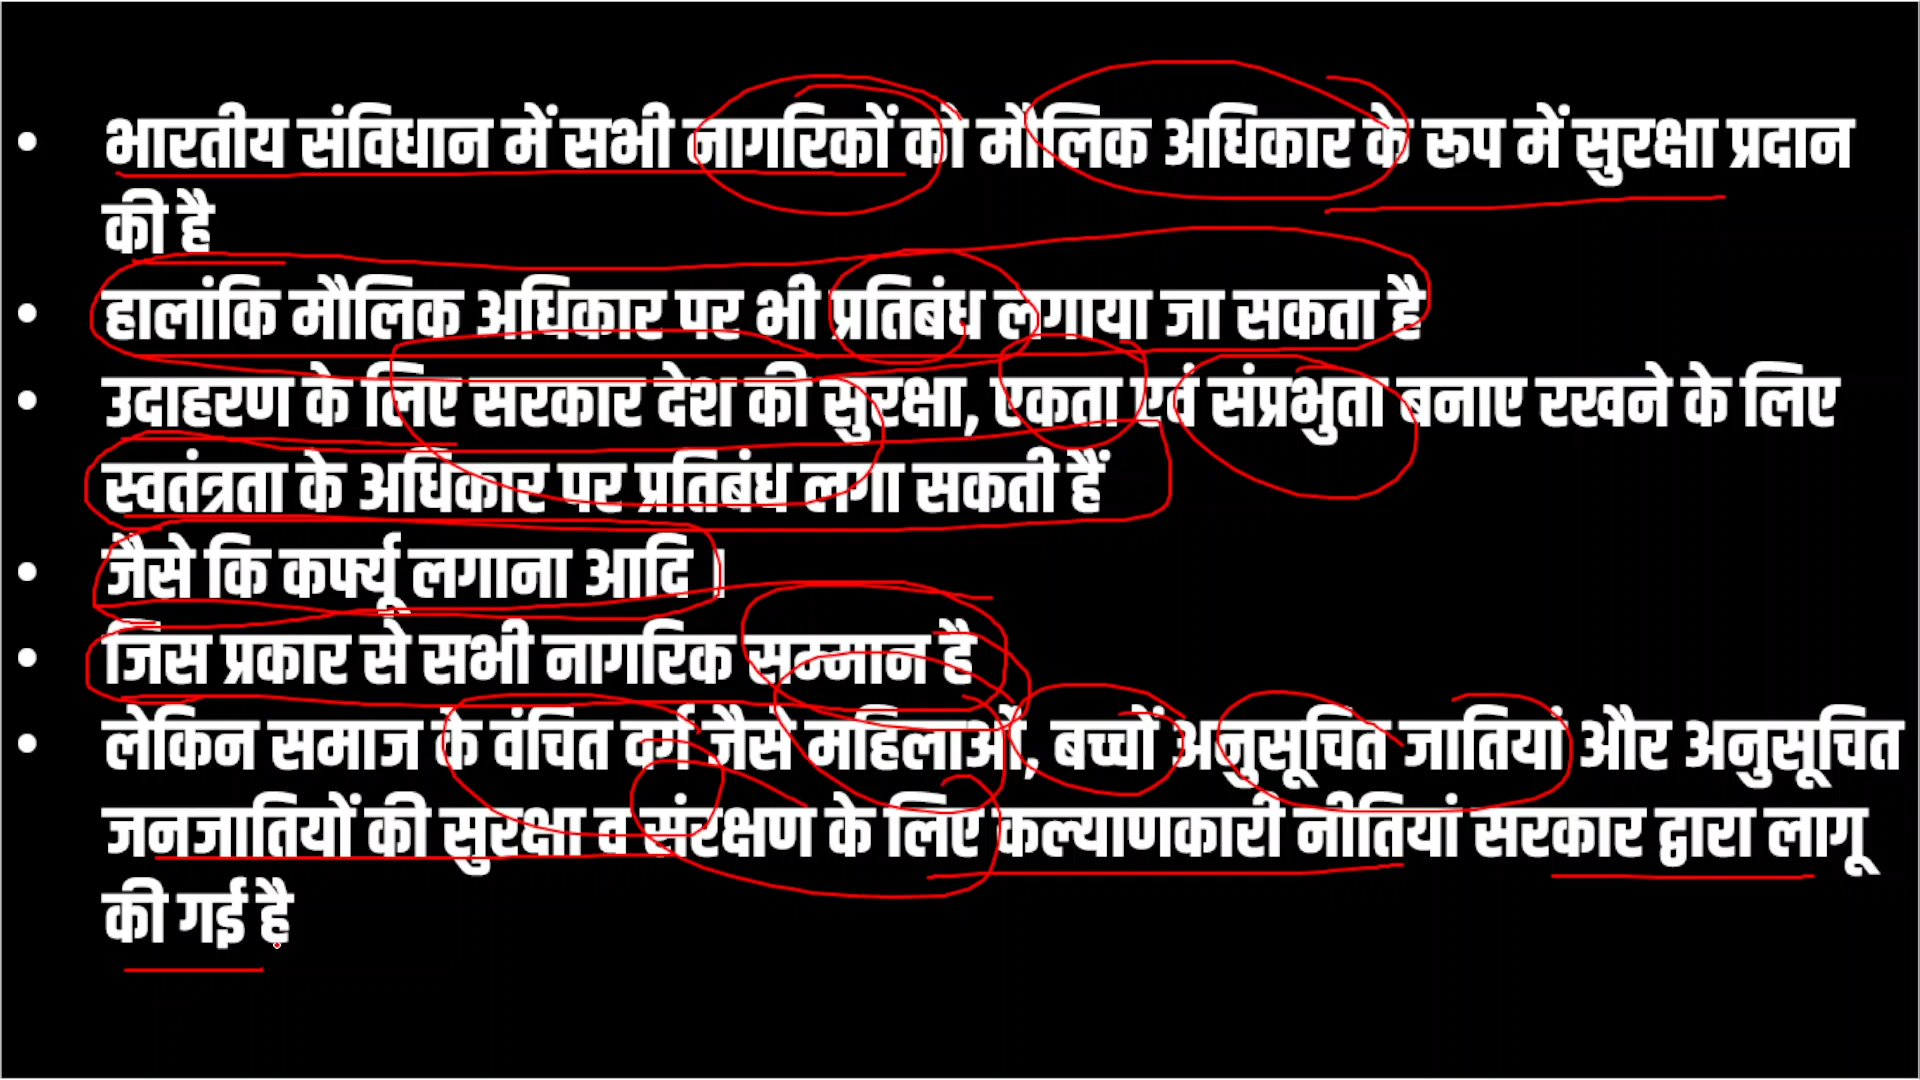 • भारतीय संविधान में सभी नागरिकों को मौलिक अधिकार के रूप में सुरक्षा प्रदान
की है
• हालांकि मौलिक अधिकार पर भी प्रतिबंध लगाया जा सकता है
• उदाहरण के लिए सरकार देश की सुरक्षा, एकता एवं संप्रभुता बनाए रखने के लिए
स्वतंत्रता के अधिकार पर प्रतिबंध लगा सकती हैं
• जैसे कि कर्फ्यू लगाना आदि ।
• जिस प्रकार से सभी नागरिक सम्मान है
• लेकिन समाज के वंचित वर्ग जैसे महिलाओं, बच्चों अनुसूचित जातियां और अनुसूचित
जनजातियों की सुरक्षा व संरक्षण के लिए कल्याणकारी नीतियां सरकार द्वारा लागू
की गई है